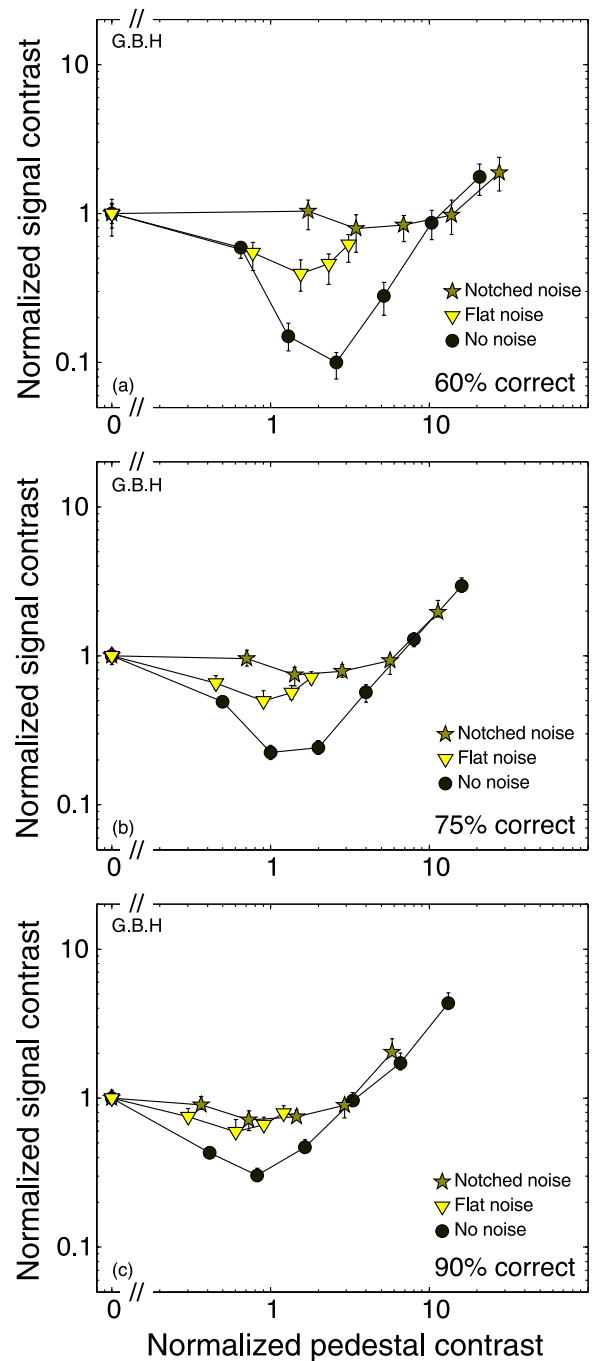 G.B.H
10
1
0.1
Normalized signal contrast
Notched noise
Flat noise
No noise
(a)
60% correct
0
//
1
10
G.B.H
10
1
0.1
Normalized signal contrast
Notched noise
Flat noise
No noise
(b)
75% correct
0
//
1
10
G.B.H
10
1
0.1
Normalized signal contrast
Notched noise
Flat noise
No noise
(c)
90% correct
0
//
1
10
Normalized pedestal contrast